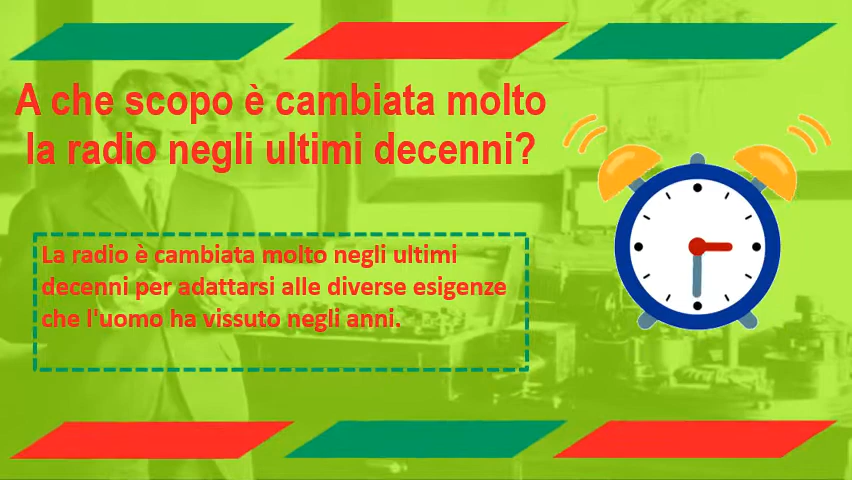 A che scopo è cambiata molto
la radio negli ultimi decenni?
La radio è cambiata molto negli ultimi
decenni per adattarsi alle diverse esigenze
che l'uomo ha vissuto negli anni.